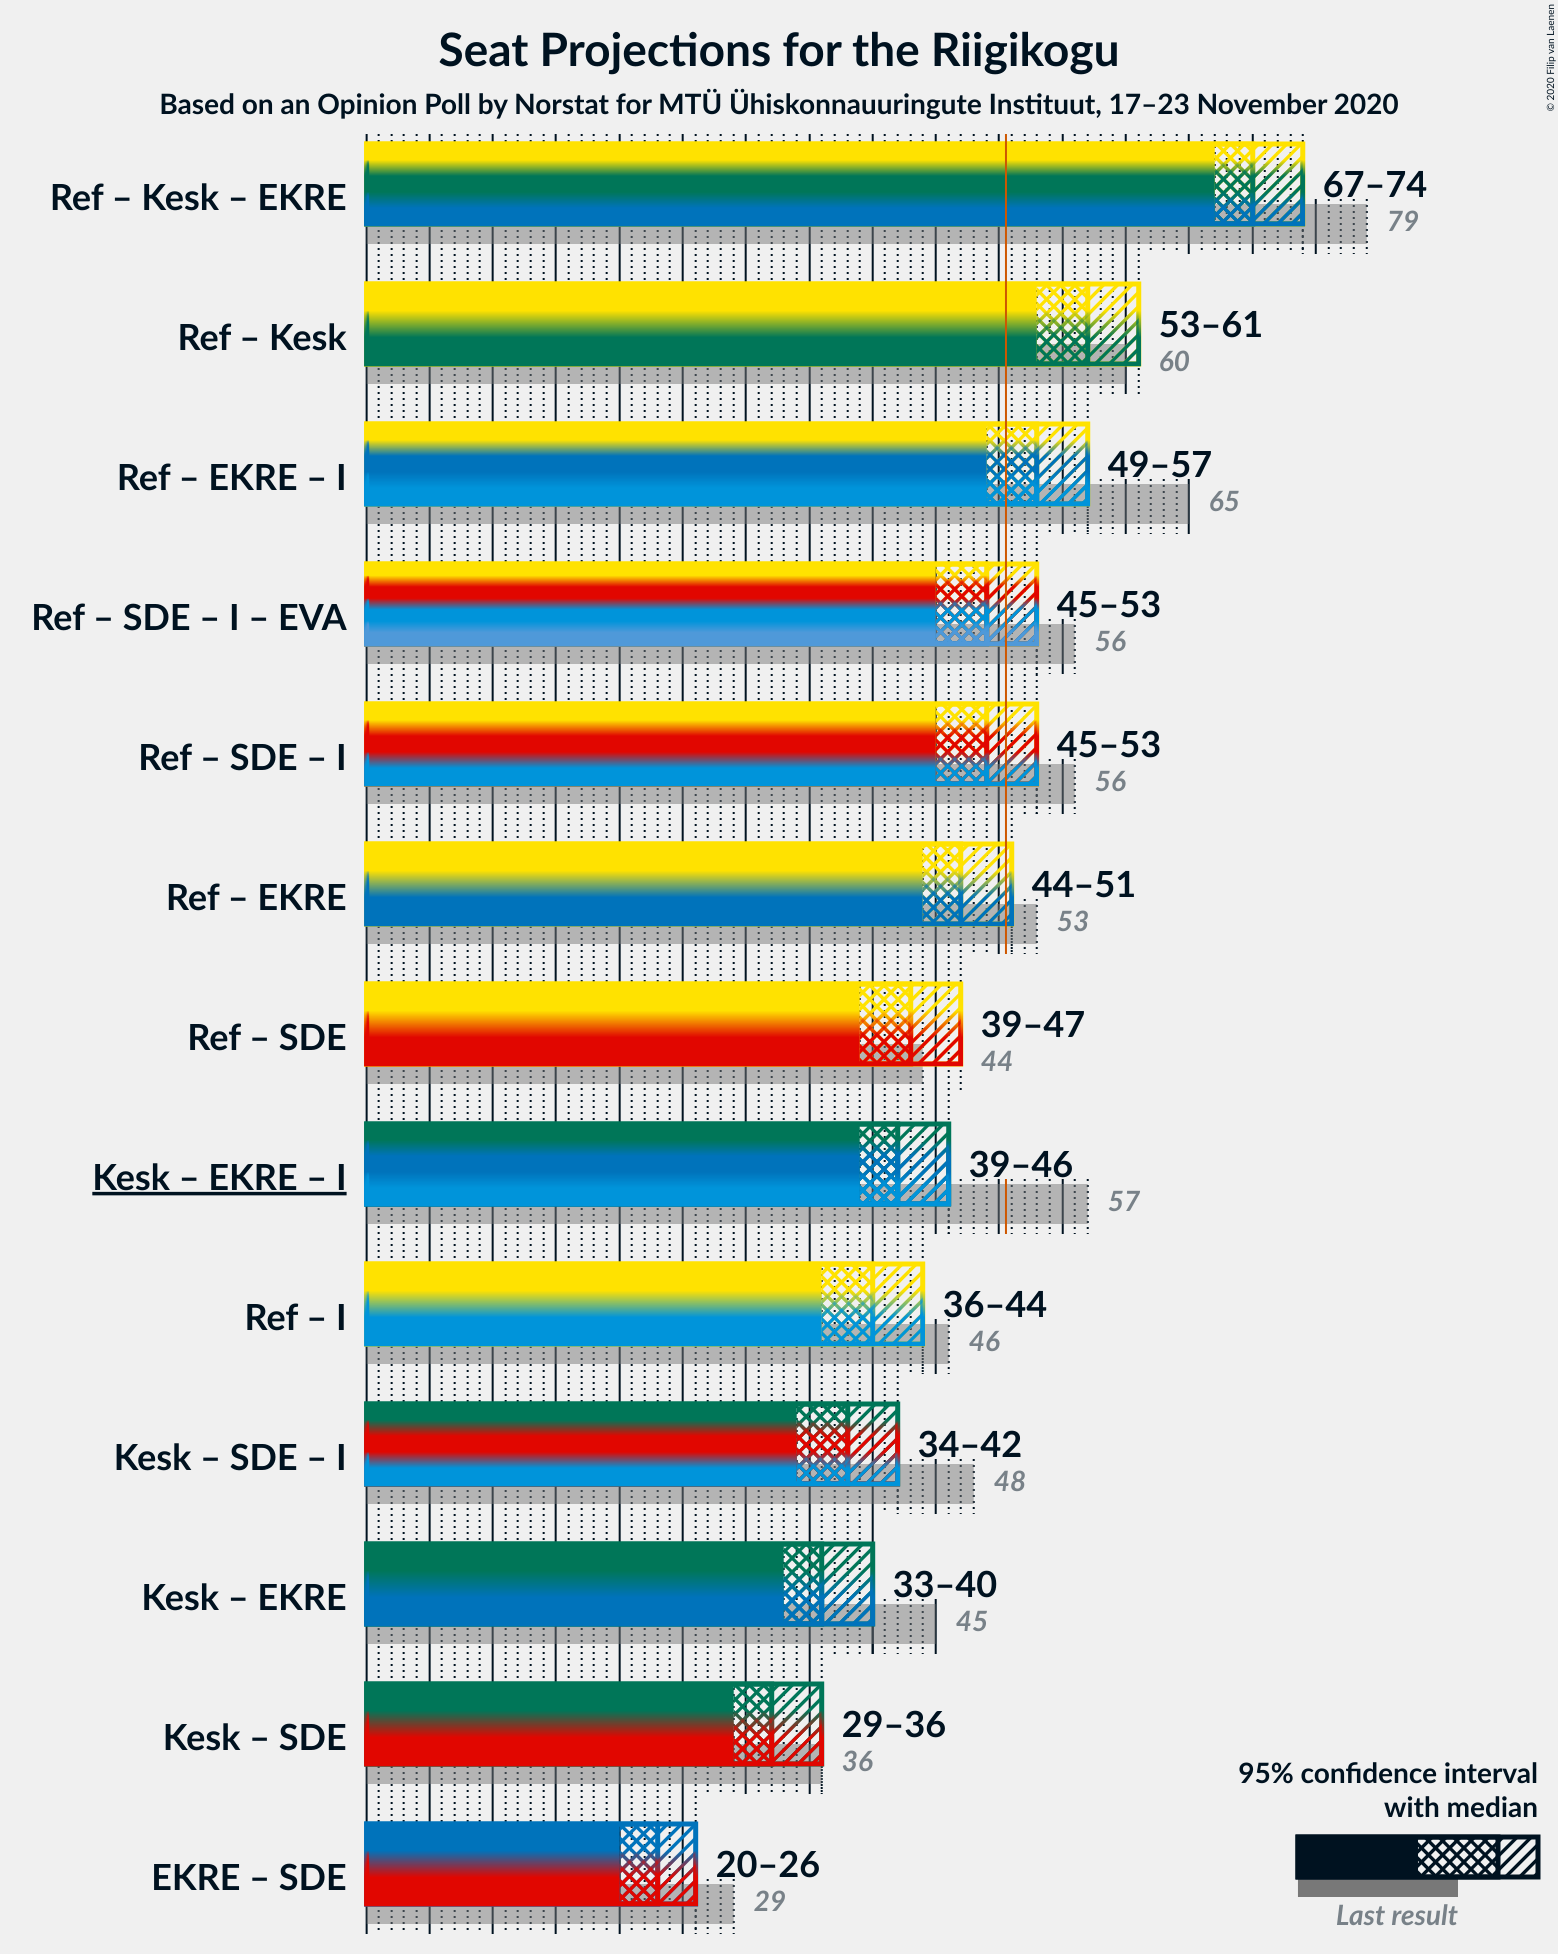 Seat Projections for the Riigikogu
Based on an Opinion Poll by Norstat for MTÜ Ühiskonnauuringute Instituut, 17–23 November 2020
© 2020 Filip van Laenen
Ref – Kesk – EKRE
67–74
79
Ref – Kesk
53–61
60
Ref – EKRE – I
49–57
65
Ref – SDE – I – EVA
45–53
56
Ref – SDE – I
45–53
56
Ref – EKRE
44–51
53
Ref – SDE
39–47
44
Kesk – EKRE – I
39–46
57
Ref – I
36–44
46
Kesk – SDE – I
34–42
48
Kesk – EKRE
33–40
45
Kesk – SDE
29–36
36
EKRE – SDE
20–26
29
95% confidence interval
with median
Last result